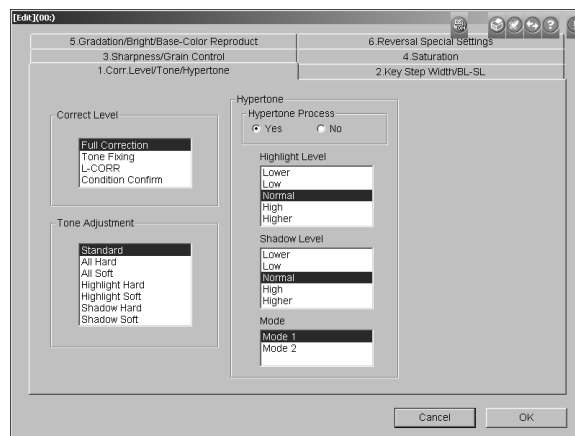 [Edit](00:)
5.Gradation/Bright/Base-Color Reproduct
6.Reversal Special Settings
3.Sharpness/Grain Control
4.Saturation
1.Corr.Level/Tone/Hypertone
2.Key Step Width/BL-SL
Correct Level
Full Correction
Tone Fixing
L-CORR
Condition Confirm
Tone Adjustment
Standard
All Hard
All Soft
Highlight Hard
Highlight Soft
Shadow Hard
Shadow Soft
Hypertone
Hypertone Process
Yes No
Highlight Level
Lower
Low
Normal
High
Higher
Shadow Level
Lower
Low
Normal
High
Higher
Mode
Mode 1
Mode 2
Cancel OK